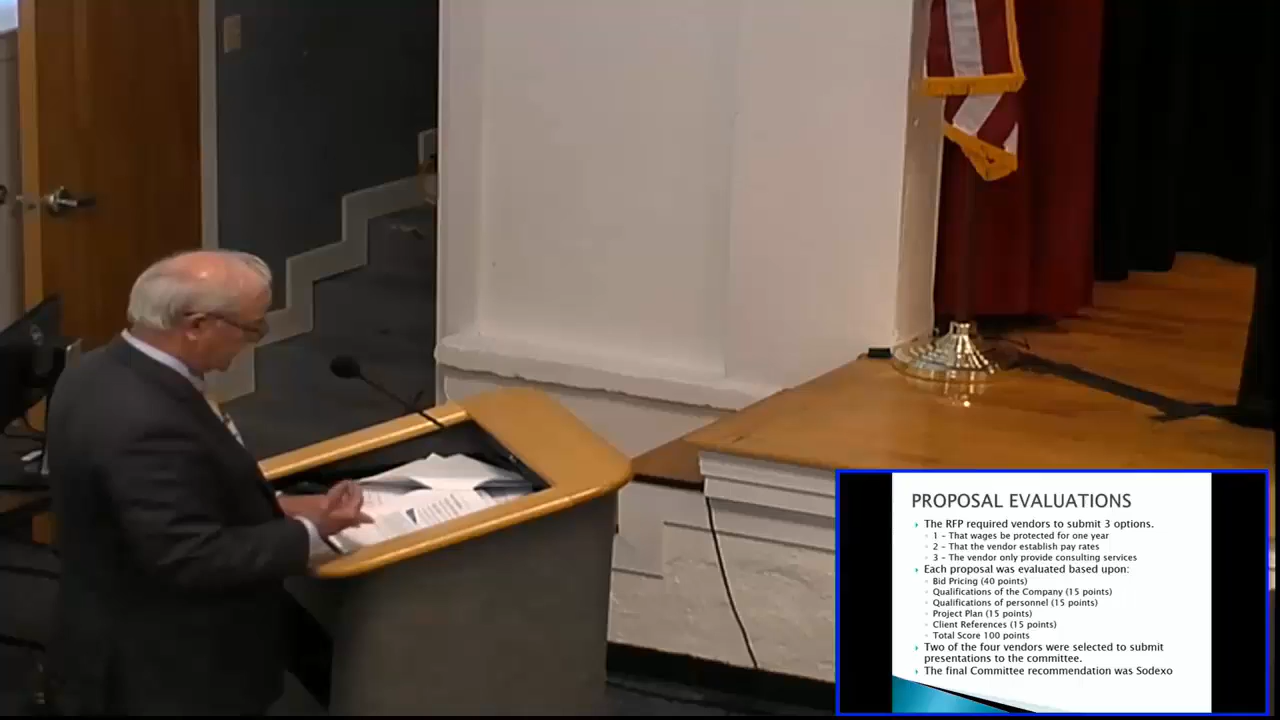 PROPOSAL EVALUATIONS
The RFP required vendors to submit 3 options.
1 – That wages be protected for one year
2 – That the vendor establish pay rates
3 – The vendor only provide consulting services
Each proposal was evaluated based upon:
Bid Pricing (40 points)
Qualifications of the Company (15 points)
Qualifications of personnel (15 points)
Project Plan (15 points)
Client References (15 points)
Total Score 100 points
Two of the four vendors were selected to submit
presentations to the committee.
The final Committee recommendation was Sodexo